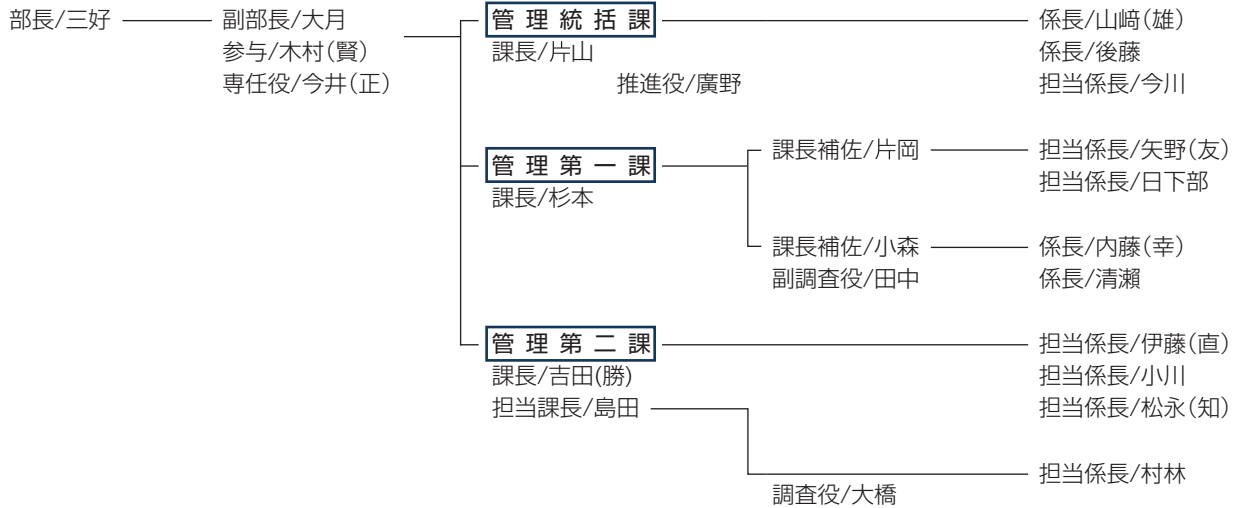 部長/三好
副部長/大月
参与/木村(賢)
専任役/今井(正)
管理統括課
課長/片山
推進役/廣野
係長/山﨑(雄)
係長/後藤
担当係長/今川
管理第一課
課長/杉本
課長補佐/片岡
担当係長/矢野(友)
担当係長/日下部
課長補佐/小森
副調査役/田中
係長/内藤(幸)
係長/清瀨
管理第二課
課長/吉田(勝)
担当課長/島田
担当係長/伊藤(直)
担当係長/小川
担当係長/松永(知)
調査役/大橋
担当係長/村林